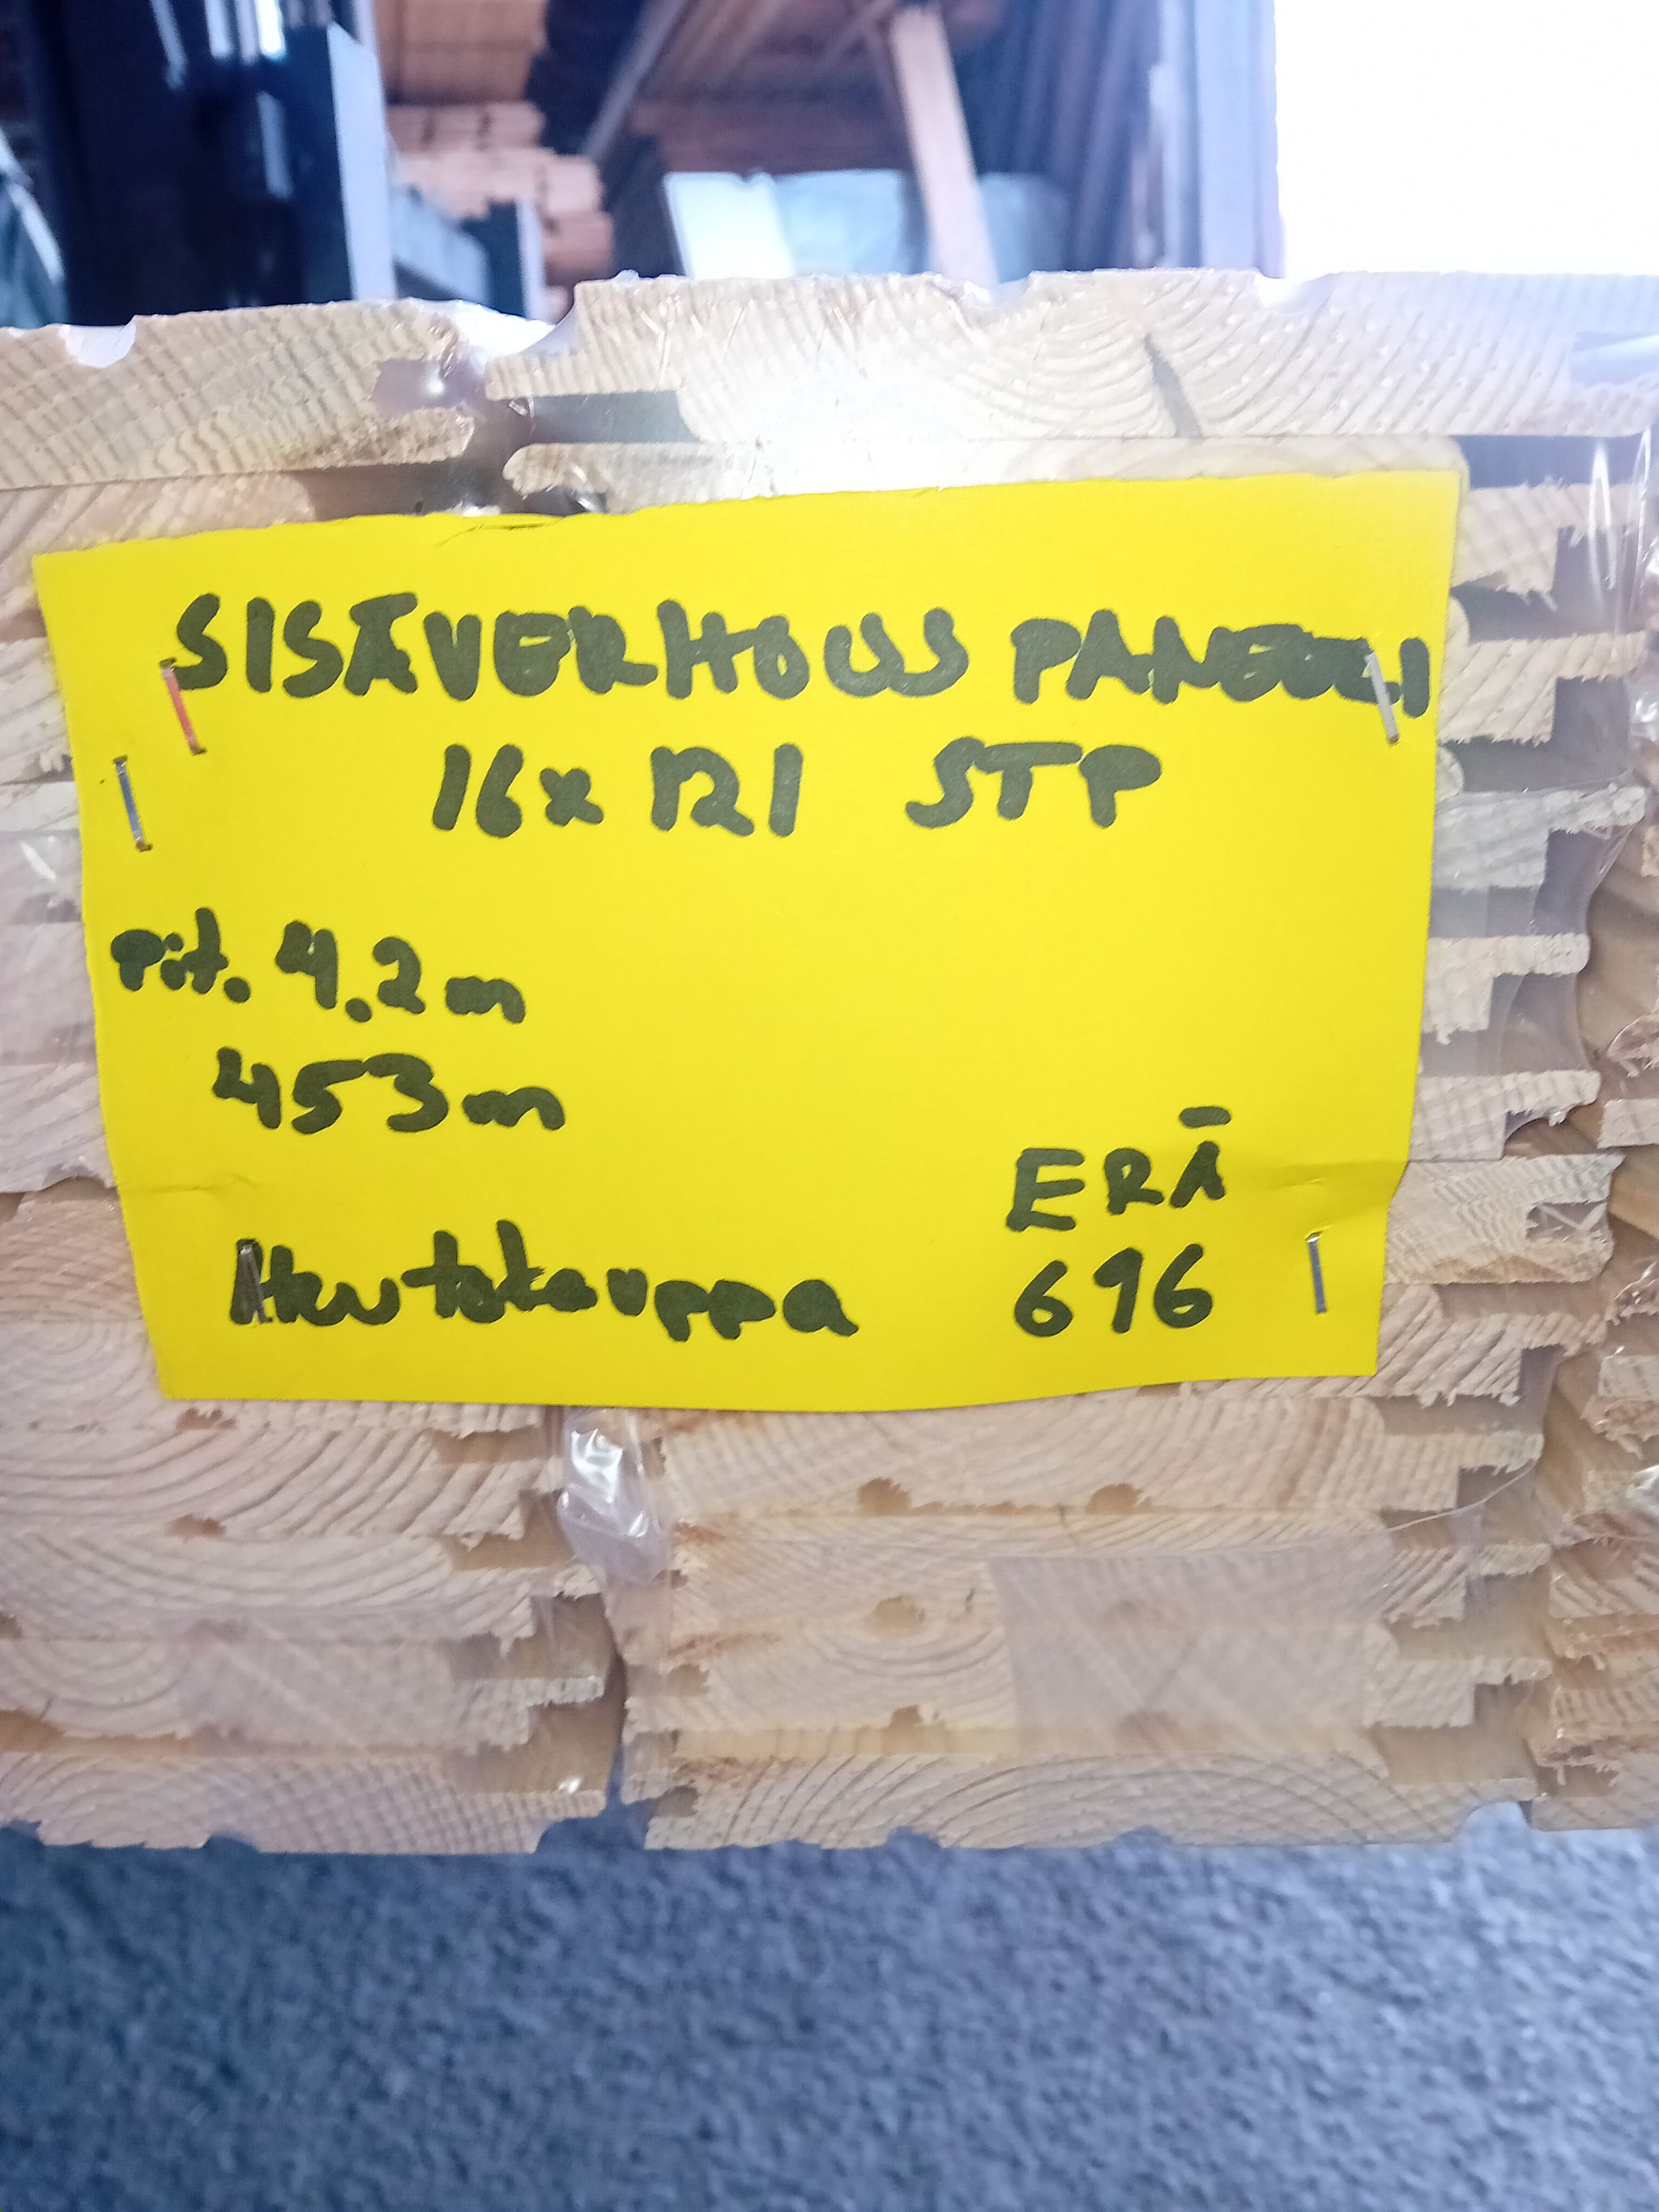 SISÄVERHOUS PANEELI
16x121 STP
Pit. 4.2m
453m
ERÄ
Huutokauppa 696